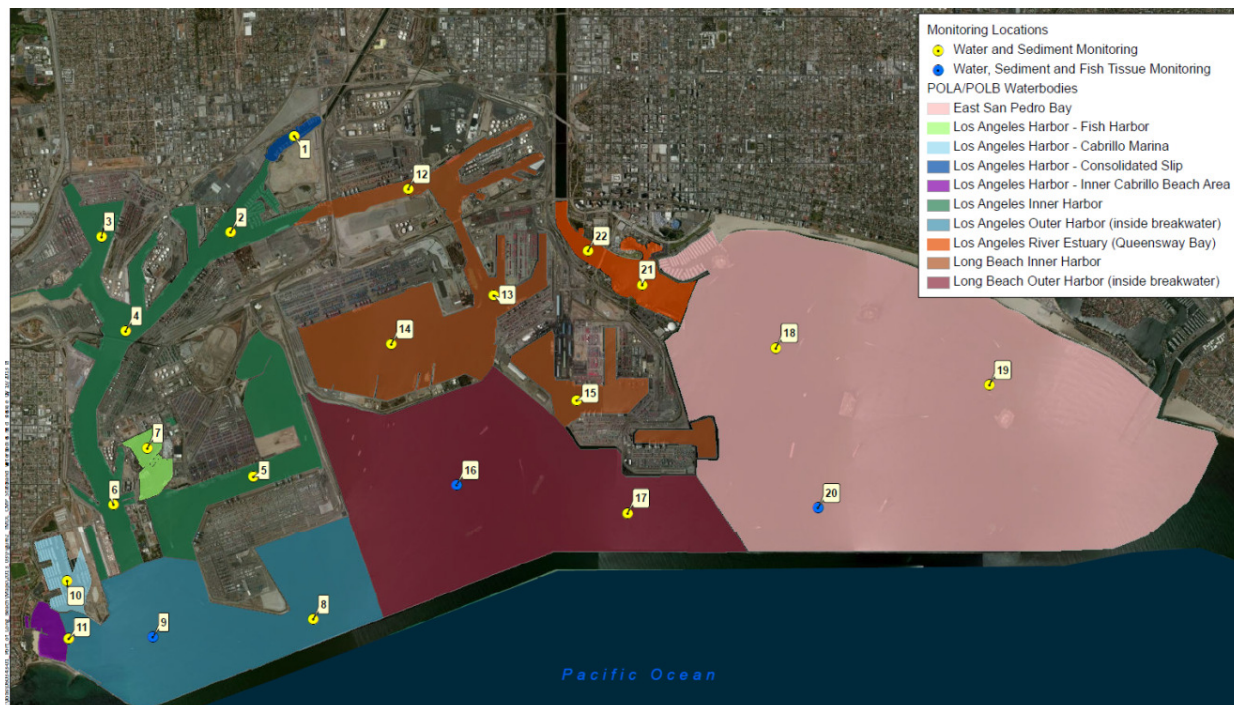 Monitoring Locations
Water and Sediment Monitoring
Water, Sediment and Fish Tissue Monitoring
POLA/POLB Waterbodies
East San Pedro Bay
Los Angeles Harbor - Fish Harbor
Los Angeles Harbor - Cabrillo Marina
Los Angeles Harbor - Consolidated Slip
Los Angeles Harbor - Inner Cabrillo Beach Area
Los Angeles Inner Harbor
Los Angeles Outer Harbor (inside breakwater)
Los Angeles River Estuary (Queensway Bay)
Long Beach Inner Harbor
Long Beach Outer Harbor (inside breakwater)
1
12
2
3
22
21
13
4
14
18
19
15
7
5
16
6
20
17
10
8
9
11
Pacific Ocean